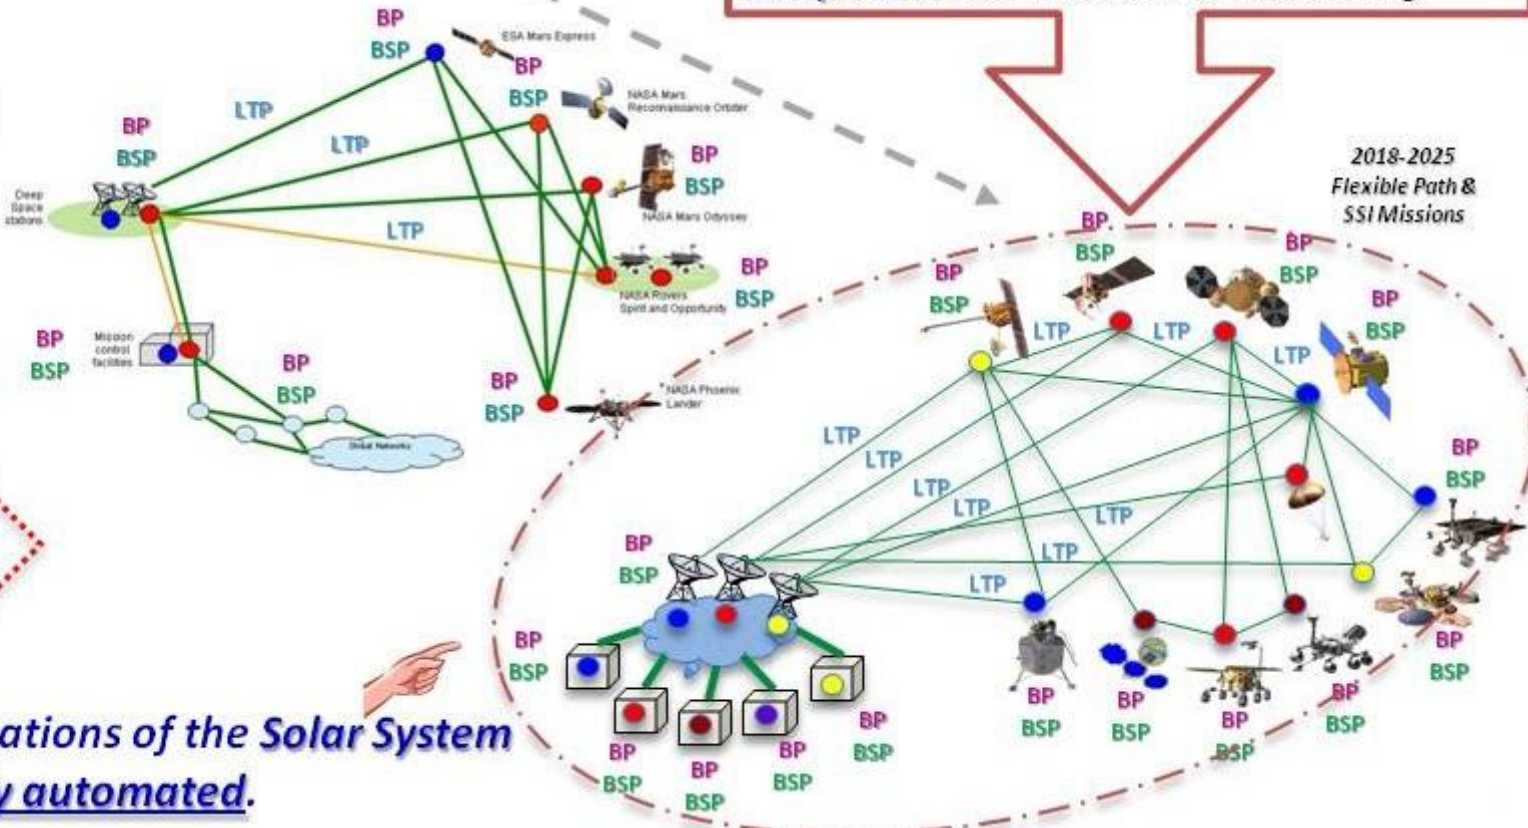 BP
BSP
ESA Mars Express
BP
BSP
NASA Mars
Reconnaissance Orbiter
LTP
BP
BSP
LTP
BP
BSP
Deep
Space
stations
NASA Mars Odyssey
LTP
BP
BSP
NASA Rovers
Spirit and Opportunity
BP
BSP
Mission
control
facilities
BP
BSP
BP
BSP
NASA Phoenix
Lander
Global Networks
2018-2025
Flexible Path &
SSI Missions
BP
BSP
BP
BSP
BP
BSP
BP
BSP
LTP
LTP
LTP
LTP
LTP
LTP
LTP
LTP
LTP
LTP
BP
BSP
BP
BSP
BP
BSP
BP
BSP
BP
BSP
BP
BSP
BP
BSP
BP
BSP
BP
BSP
BP
BSP
BP
BSP
BP
BSP
ations of the Solar System
y automated.